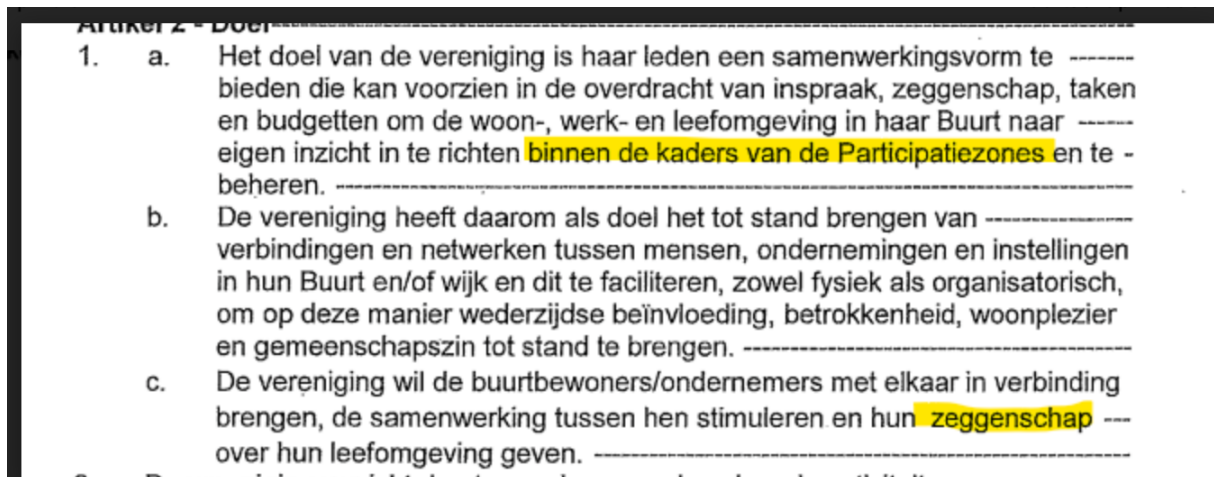 Artikel 2 - Doel
1. a. Het doel van de vereniging is haar leden een samenwerkingsvorm te -------
bieden die kan voorzien in de overdracht van inspraak, zeggenschap, taken
en budgetten om de woon-, werk- en leefomgeving in haar Buurt naar ------
eigen inzicht in te richten binnen de kaders van de Participatiezones en te -
beheren. --------------------------------------------------------------------
b. De vereniging heeft daarom als doel het tot stand brengen van ----------------
verbindingen en netwerken tussen mensen, ondernemingen en instellingen
in hun Buurt en/of wijk en dit te faciliteren, zowel fysiek als organisatorisch,
om op deze manier wederzijdse beïnvloeding, betrokkenheid, woonplezier
en gemeenschapszin tot stand te brengen. ----------------------------------------
c. De vereniging wil de buurtbewoners/ondernemers met elkaar in verbinding
brengen, de samenwerking tussen hen stimuleren en hun zeggenschap ---
over hun leefomgeving geven. --------------------------------------------------------